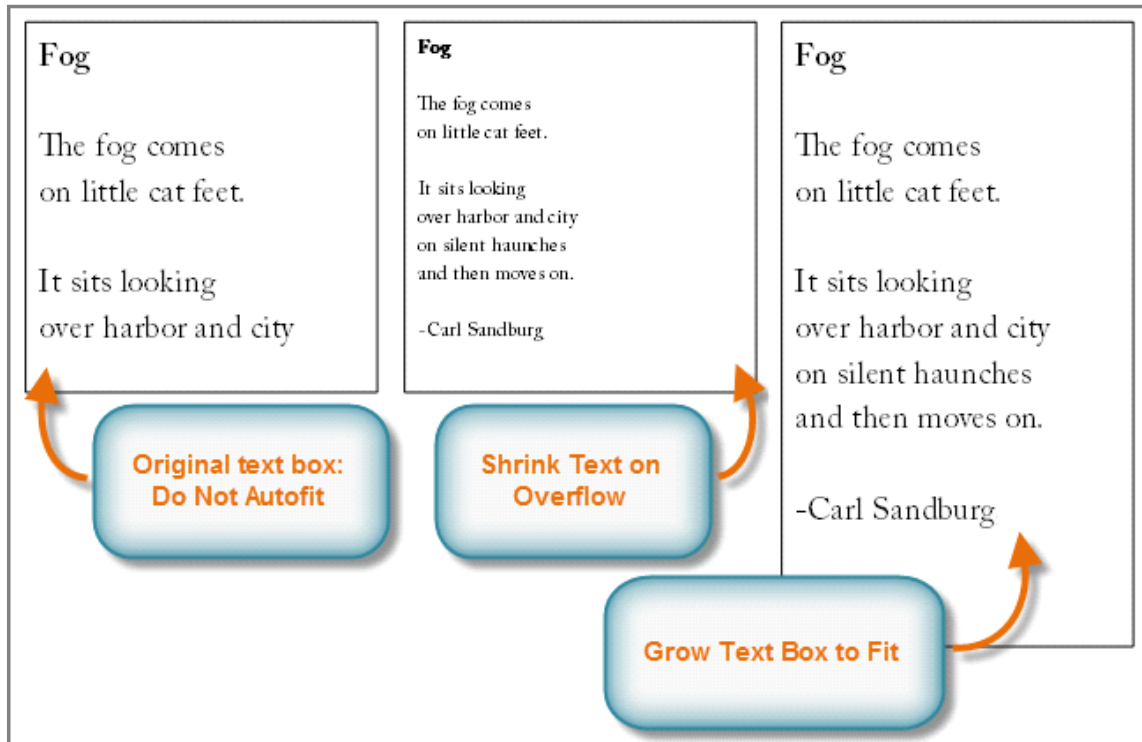 Fog
The fog comes
on little cat feet.
It sits looking
over harbor and city
Original text box:
Do Not Autofit
Fog
The fog comes
on little cat feet.
It sits looking
over harbor and city
on silent haunches
and then moves on.
-Carl Sandburg
Shrink Text on
Overflow
Fog
The fog comes
on little cat feet.
It sits looking
over harbor and city
on silent haunches
and then moves on.
-Carl Sandburg
Grow Text Box to Fit